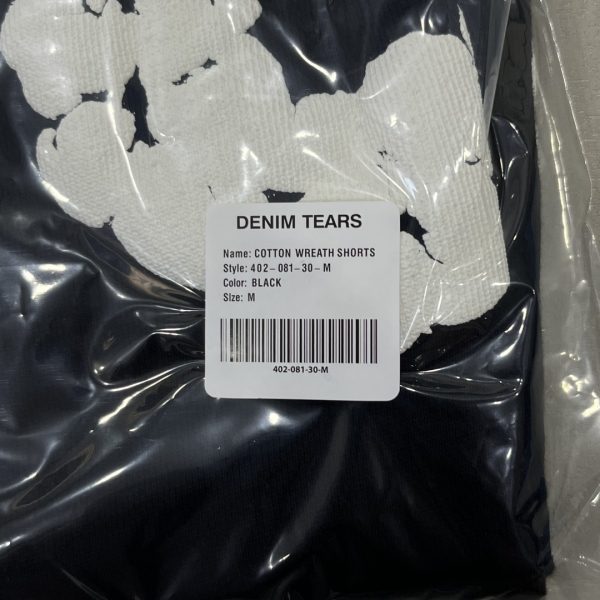 DENIM TEARS
Name: COTTON WREATH SHORTS
Style: 402-081-30-M
Color: BLACK
Size: M
402-081-30-M